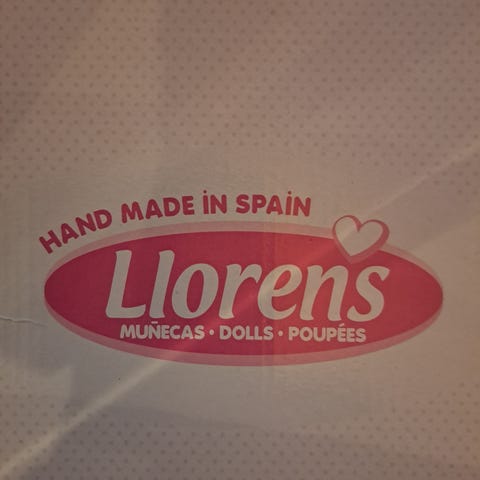 HAND MADE iN SPAiN
Llorens
MUÑECAS • DOLLS • POUPÉES